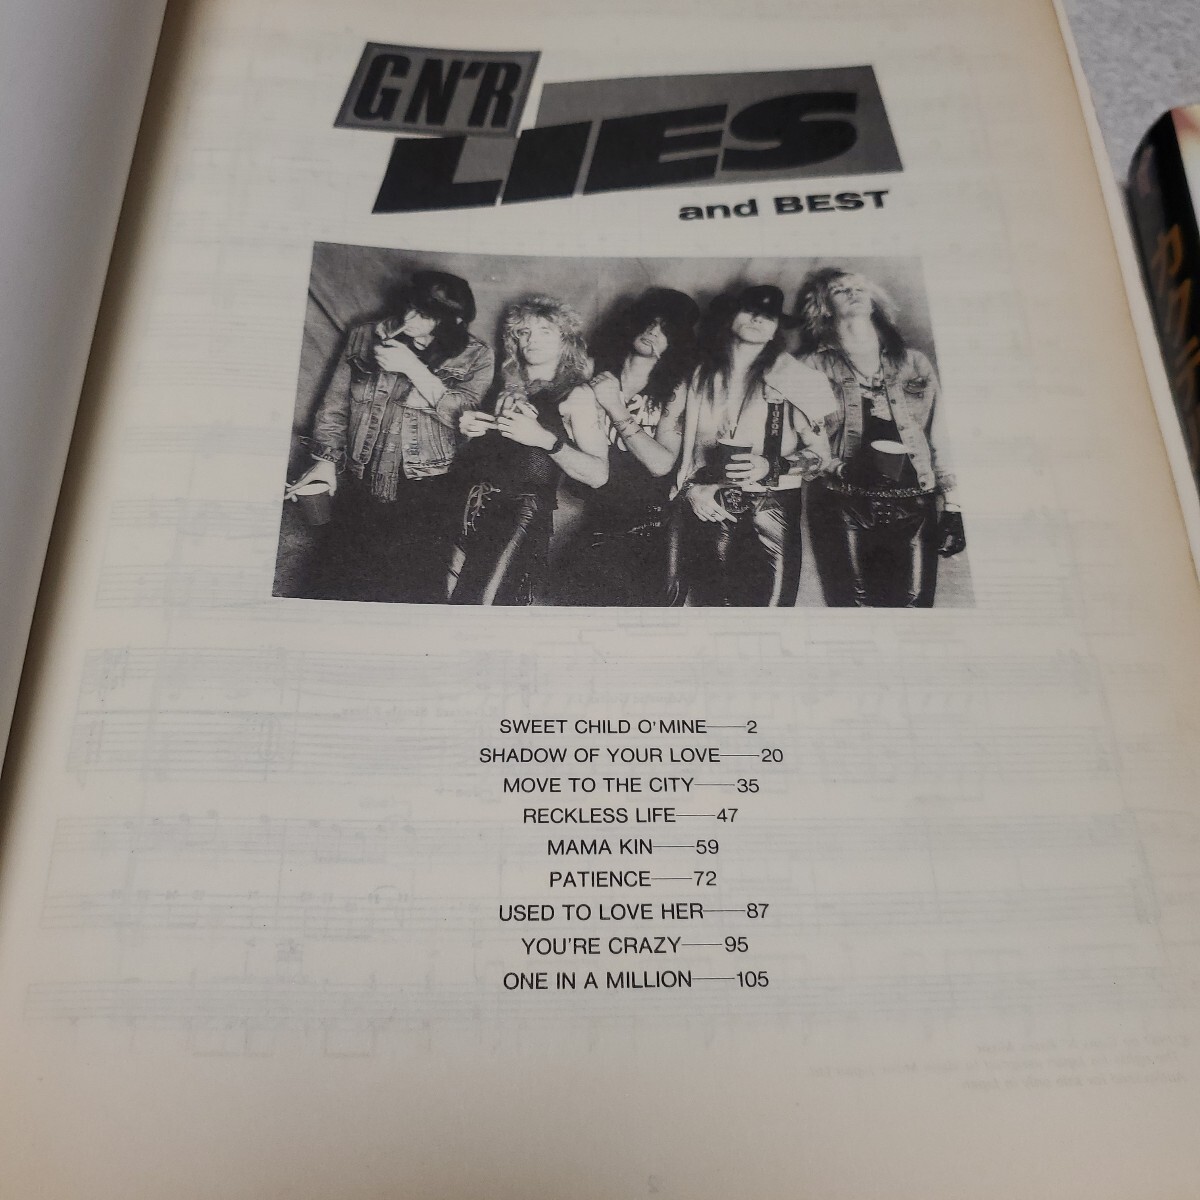 GN'R
LIES
and BEST
SWEET CHILD O'MINE——2
SHADOW OF YOUR LOVE——20
MOVE TO THE CITY——35
RECKLESS LIFE——47
MAMA KIN——59
PATIENCE——72
USED TO LOVE HER——87
YOU'RE CRAZY——95
ONE IN A MILLION——105